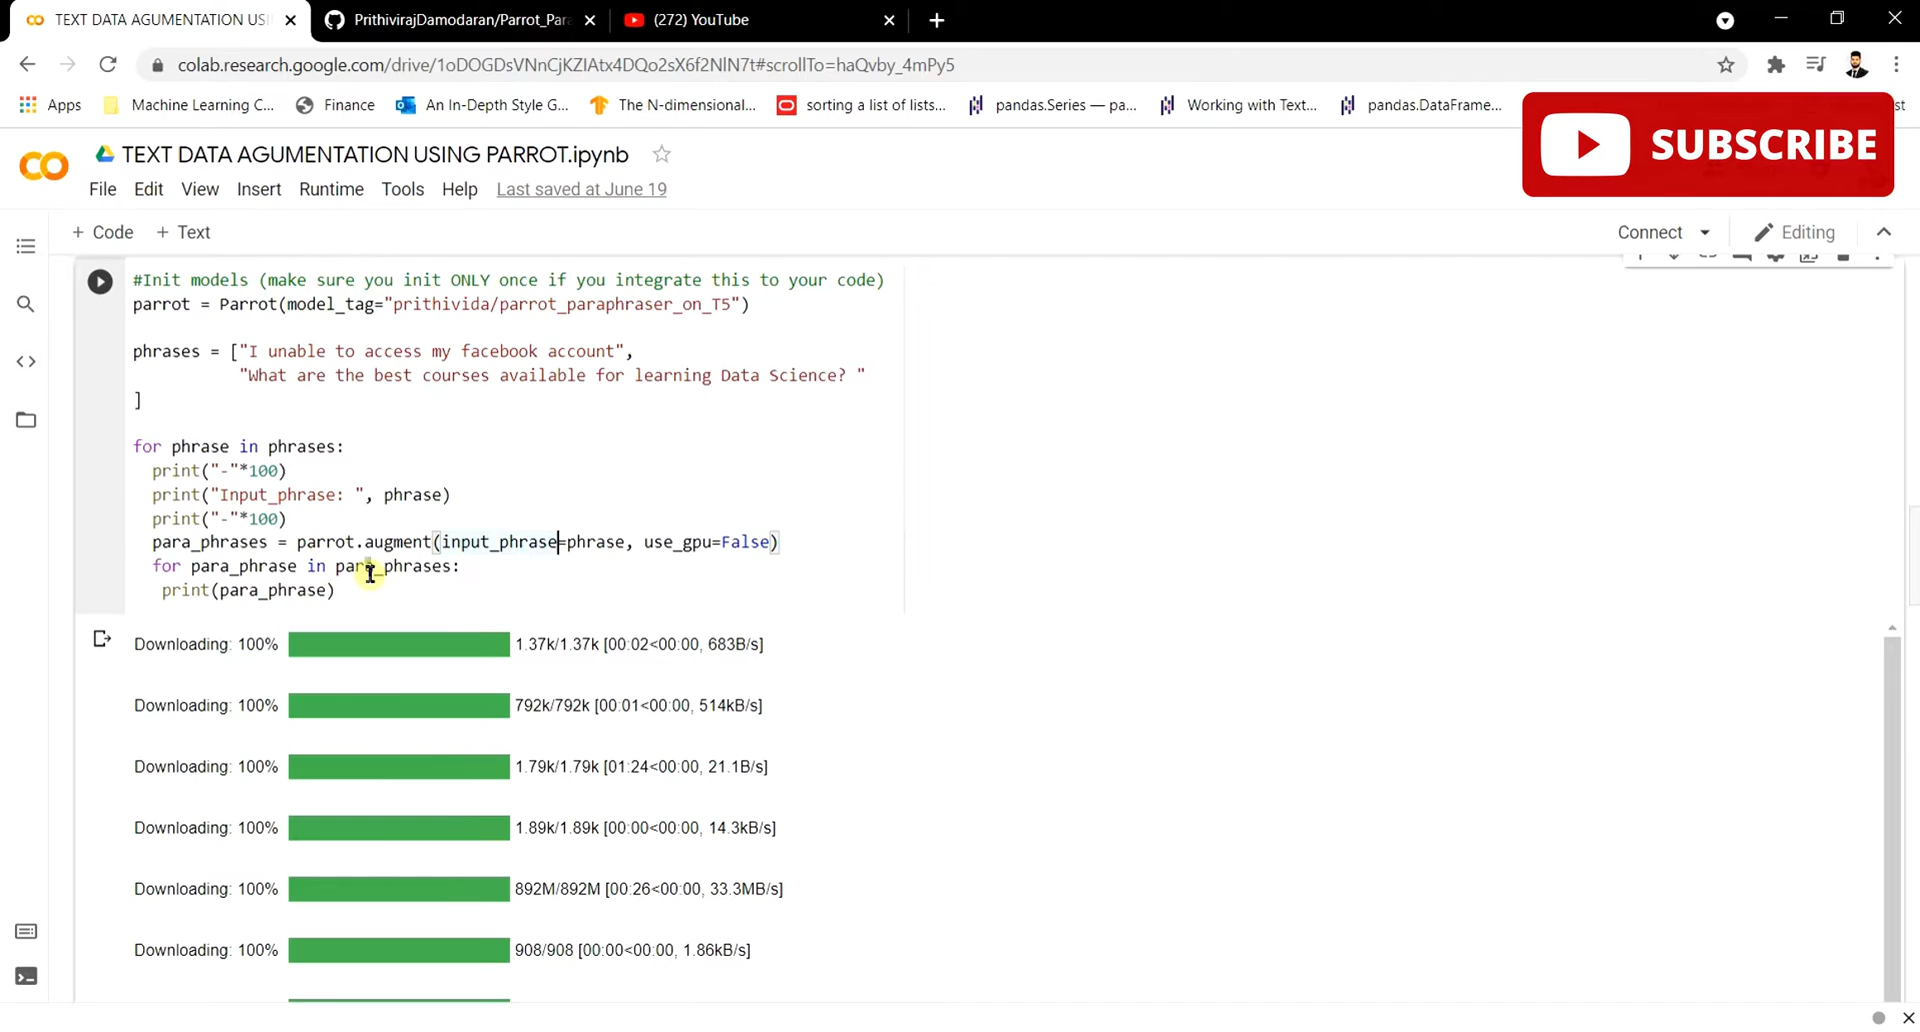 TEXT DATA AGUMENTATION USI
PrithivirajDamodaran/Parrot_Par
(272) YouTube
colab.research.google.com/drive/1oDOGDsVNnCjKZIAtx4DQo2sX6f2NlN7t#scrollTo=haQvby_4mPy5
Apps
Machine Learning C...
Finance
An In-Depth Style G...
The N-dimensional...
sorting a list of lists...
pandas.Series — pa...
Working with Text...
pandas.DataFrame...
st
SUBSCRIBE
TEXT DATA AGUMENTATION USING PARROT.ipynb
File Edit View Insert Runtime Tools Help Last saved at June 19
+ Code + Text
Connect
Editing
#Init models (make sure you init ONLY once if you integrate this to your code)
parrot = Parrot(model_tag="prithivida/parrot_paraphraser_on_T5")
phrases = ["I unable to access my facebook account",
"What are the best courses available for learning Data Science? "
]
for phrase in phrases:
print("-"*100)
print("Input_phrase: ", phrase)
print("-"*100)
para_phrases = parrot.augment(input_phrase=phrase, use_gpu=False)
for para_phrase in para_phrases:
print(para_phrase)
Downloading: 100% 1.37k/1.37k [00:02<00:00, 683B/s]
Downloading: 100% 792k/792k [00:01<00:00, 514kB/s]
Downloading: 100% 1.79k/1.79k [01:24<00:00, 21.1B/s]
Downloading: 100% 1.89k/1.89k [00:00<00:00, 14.3kB/s]
Downloading: 100% 892M/892M [00:26<00:00, 33.3MB/s]
Downloading: 100% 908/908 [00:00<00:00, 1.86kB/s]